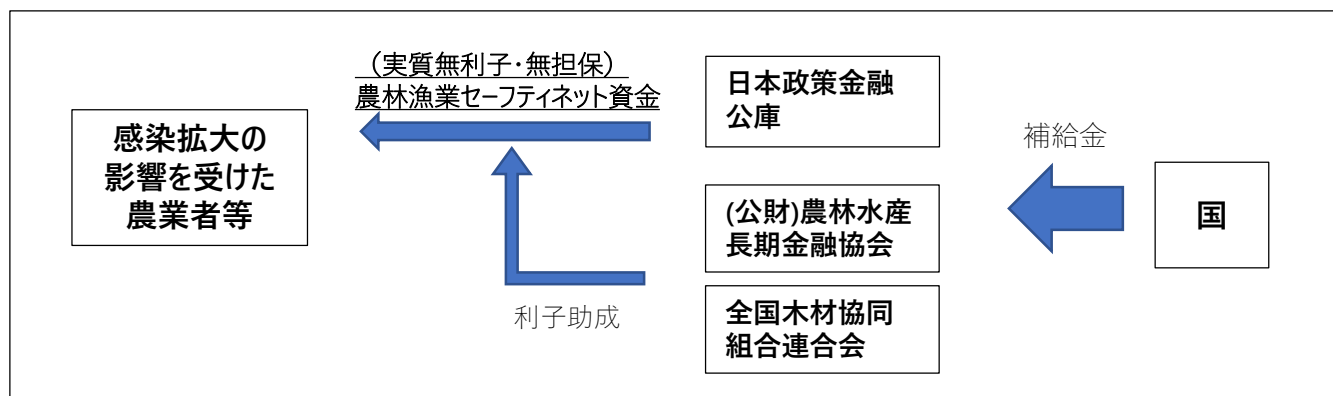 (実質無利子・無担保)
農林漁業セーフティネット資金
感染拡大の
影響を受けた
農業者等
利子助成
日本政策金融
公庫
(公財)農林水産
長期金融協会
全国木材協同
組合連合会
補給金
国